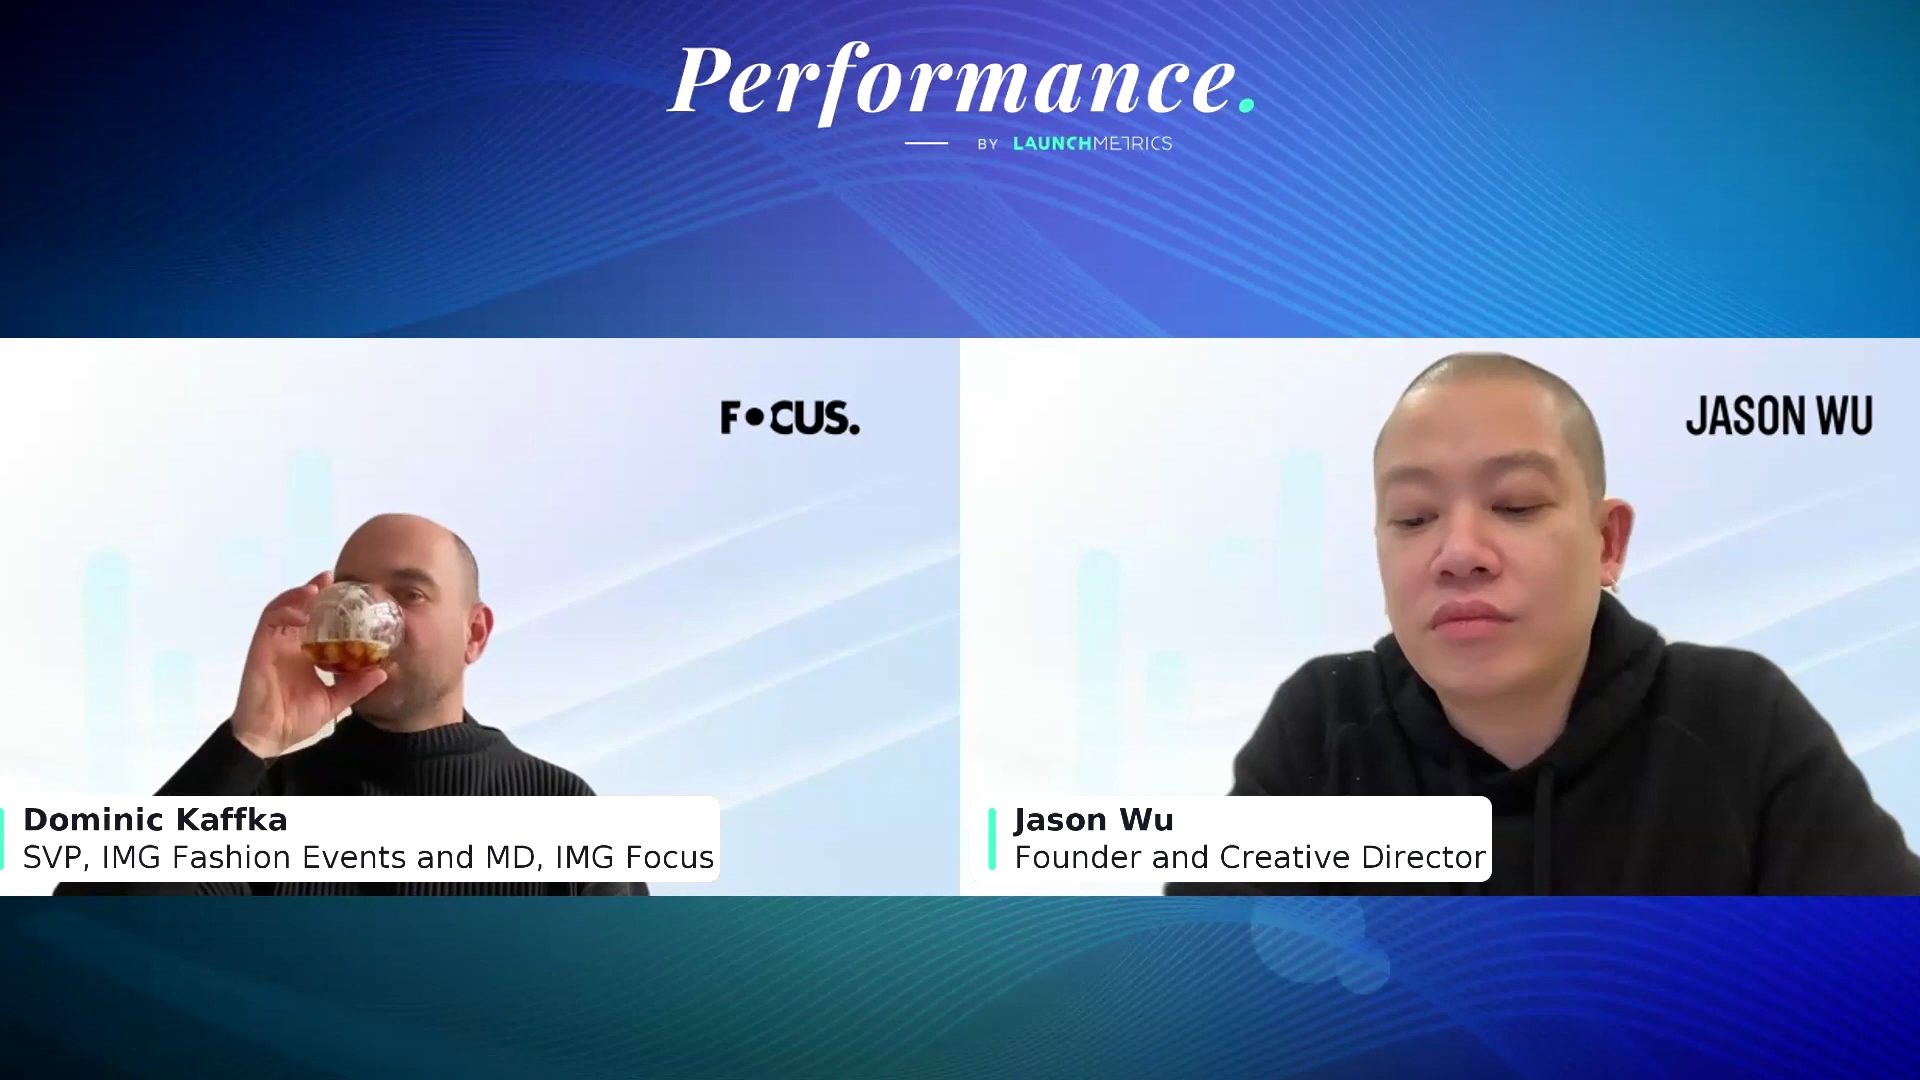 Performance.
BY LAUNCHMETRICS
FOCUS.
JASON WU
Dominic Kaffka
SVP, IMG Fashion Events and MD, IMG Focus
Jason Wu
Founder and Creative Director